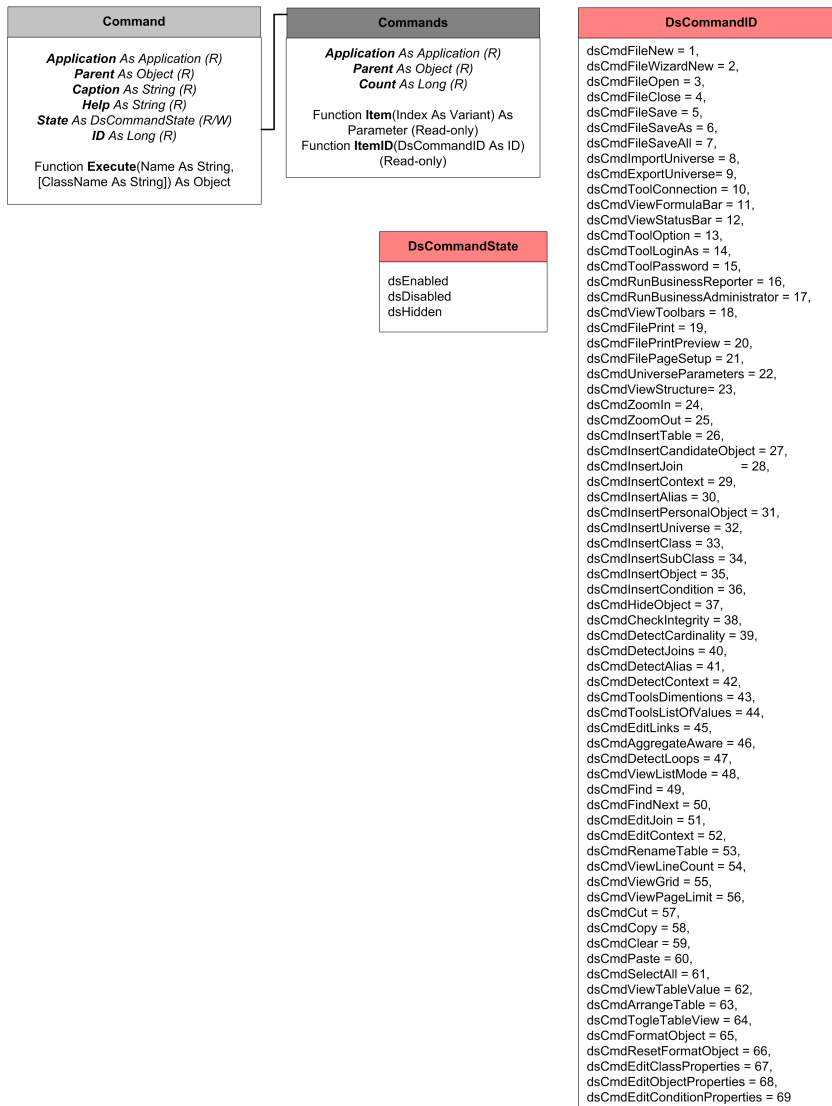 Command
Application As Application (R)
Parent As Object (R)
Caption As String (R)
Help As String (R)
State As DsCommandState (R/W)
ID As Long (R)
Function Execute(Name As String,
[ClassName As String]) As Object
Commands
Application As Application (R)
Parent As Object (R)
Count As Long (R)
Function Item(Index As Variant) As
Parameter (Read-only)
Function ItemID(DsCommandID As ID)
(Read-only)
DsCommandState
dsEnabled
dsDisabled
dsHidden
DsCommandID
dsCmdFileNew = 1,
dsCmdFileWizardNew = 2,
dsCmdFileOpen = 3,
dsCmdFileClose = 4,
dsCmdFileSave = 5,
dsCmdFileSaveAs = 6,
dsCmdFileSaveAll = 7,
dsCmdImportUniverse = 8,
dsCmdExportUniverse= 9,
dsCmdToolConnection = 10,
dsCmdViewFormulaBar = 11,
dsCmdViewStatusBar = 12,
dsCmdToolOption = 13,
dsCmdToolLoginAs = 14,
dsCmdToolPassword = 15,
dsCmdRunBusinessReporter = 16,
dsCmdRunBusinessAdministrator = 17,
dsCmdViewToolbars = 18,
dsCmdFilePrint = 19,
dsCmdFilePrintPreview = 20,
dsCmdFilePageSetup = 21,
dsCmdUniverseParameters = 22,
dsCmdViewStructure= 23,
dsCmdZoomIn = 24,
dsCmdZoomOut = 25,
dsCmdInsertTable = 26,
dsCmdInsertCandidateObject = 27,
dsCmdInsertJoin = 28,
dsCmdInsertContext = 29,
dsCmdInsertAlias = 30,
dsCmdInsertPersonalObject = 31,
dsCmdInsertUniverse = 32,
dsCmdInsertClass = 33,
dsCmdInsertSubClass = 34,
dsCmdInsertObject = 35,
dsCmdInsertCondition = 36,
dsCmdHideObject = 37,
dsCmdCheckIntegrity = 38,
dsCmdDetectCardinality = 39,
dsCmdDetectJoins = 40,
dsCmdDetectAlias = 41,
dsCmdDetectContext = 42,
dsCmdToolsDimentions = 43,
dsCmdToolsListOfValues = 44,
dsCmdEditLinks = 45,
dsCmdAggregateAware = 46,
dsCmdDetectLoops = 47,
dsCmdViewListMode = 48,
dsCmdFind = 49,
dsCmdFindNext = 50,
dsCmdEditJoin = 51,
dsCmdEditContext = 52,
dsCmdRenameTable = 53,
dsCmdViewLineCount = 54,
dsCmdViewGrid = 55,
dsCmdViewPageLimit = 56,
dsCmdCut = 57,
dsCmdCopy = 58,
dsCmdClear = 59,
dsCmdPaste = 60,
dsCmdSelectAll = 61,
dsCmdViewTableValue = 62,
dsCmdArrangeTable = 63,
dsCmdTogleTableView = 64,
dsCmdFormatObject = 65,
dsCmdResetFormatObject = 66,
dsCmdEditClassProperties = 67,
dsCmdEditObjectProperties = 68,
dsCmdEditConditionProperties = 69